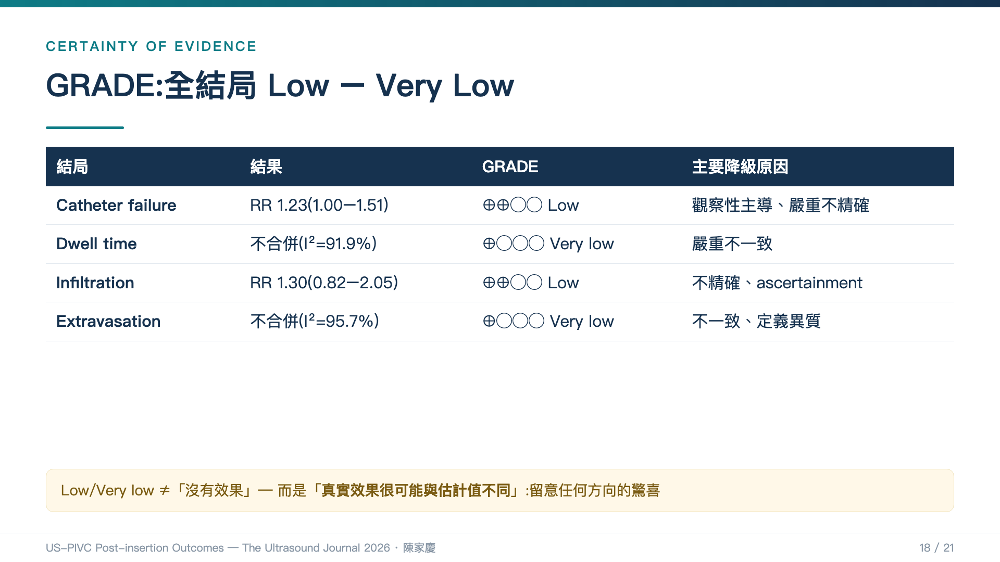 CERTAINTY OF EVIDENCE
GRADE:全結局 Low — Very Low
結局 結果 GRADE 主要降級原因
Catheter failure RR 1.23(1.00—1.51) ⊕⊕◯◯ Low 觀察性主導、嚴重不精確
Dwell time 不合併(I²=91.9%) ⊕◯◯◯ Very low 嚴重不一致
Infiltration RR 1.30(0.82—2.05) ⊕⊕◯◯ Low 不精確、ascertainment
Extravasation 不合併(I²=95.7%) ⊕◯◯◯ Very low 不一致、定義異質
Low/Very low ≠「沒有效果」— 而是「真實效果很可能與估計值不同」:留意任何方向的驚喜
US-PIVC Post-insertion Outcomes — The Ultrasound Journal 2026 · 陳家慶
18 / 21